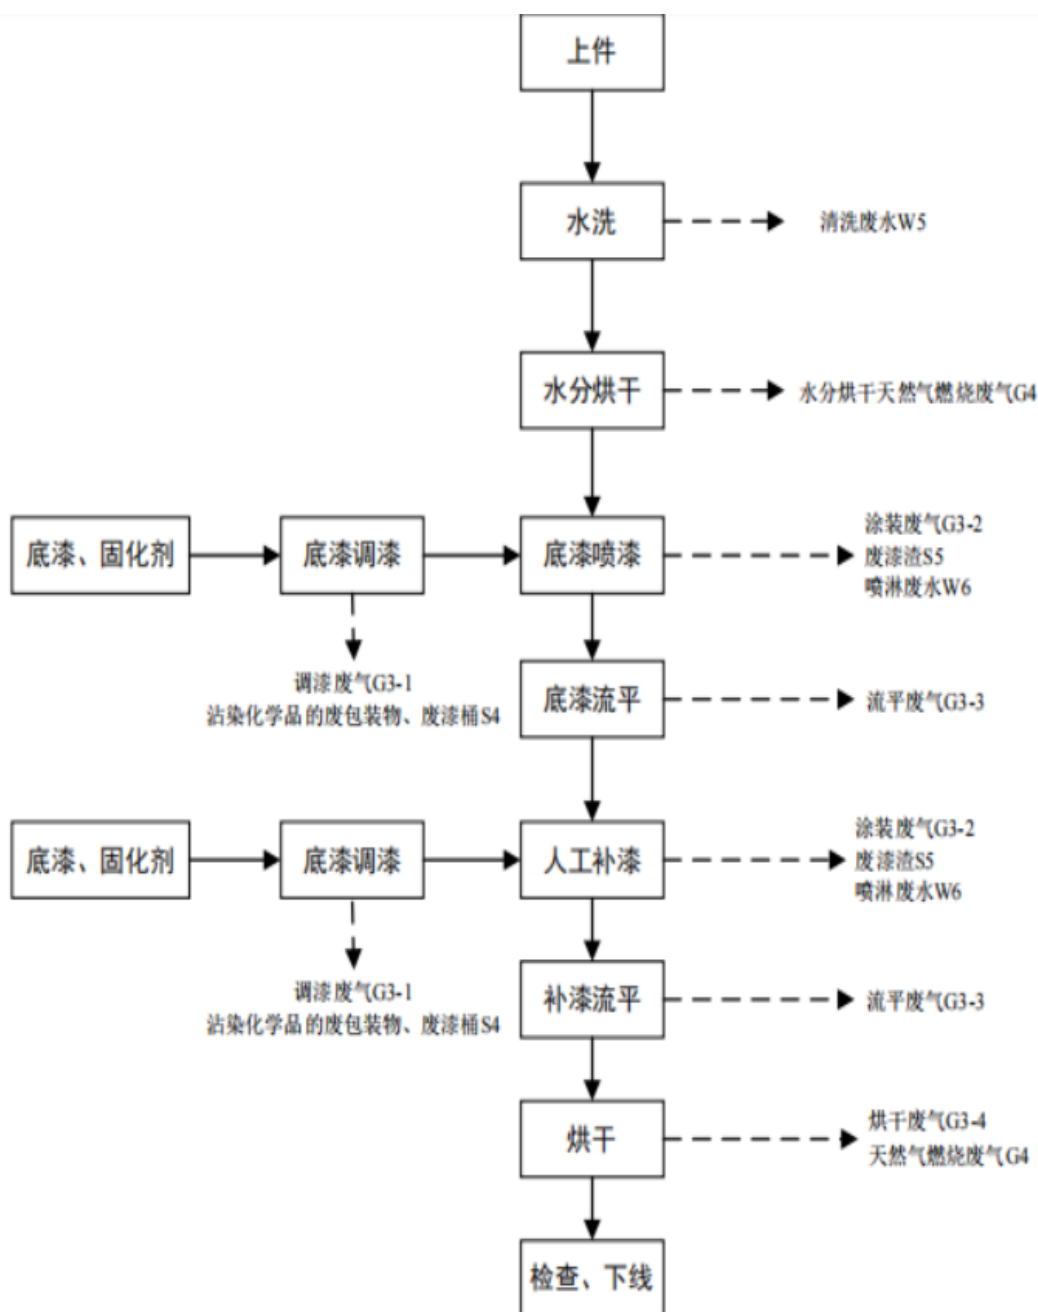 上件
水洗
清洗废水W5
水分烘干
水分烘干天然气燃烧废气G4
底漆、固化剂
底漆调漆
底漆喷漆
涂装废气G3-2
废漆渣S5
喷淋废水W6
调漆废气G3-1
沾染化学品的废包装物、废漆桶S4
底漆流平
流平废气G3-3
底漆、固化剂
底漆调漆
人工补漆
涂装废气G3-2
废漆渣S5
喷淋废水W6
调漆废气G3-1
沾染化学品的废包装物、废漆桶S4
补漆流平
流平废气G3-3
烘干
烘干废气G3-4
天然气燃烧废气G4
检查、下线